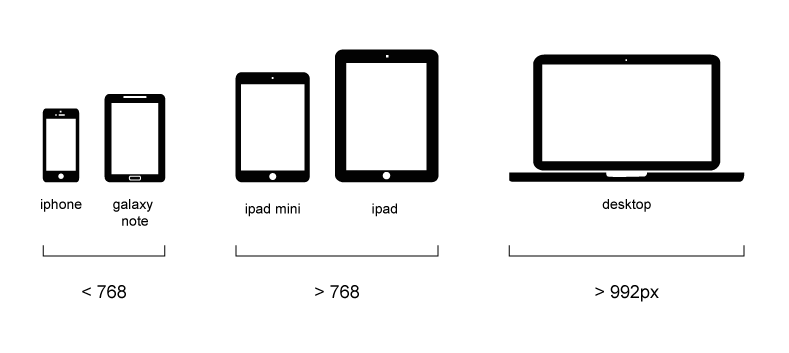 iphone
galaxy
note
ipad mini
ipad
desktop
< 768
> 768
> 992px